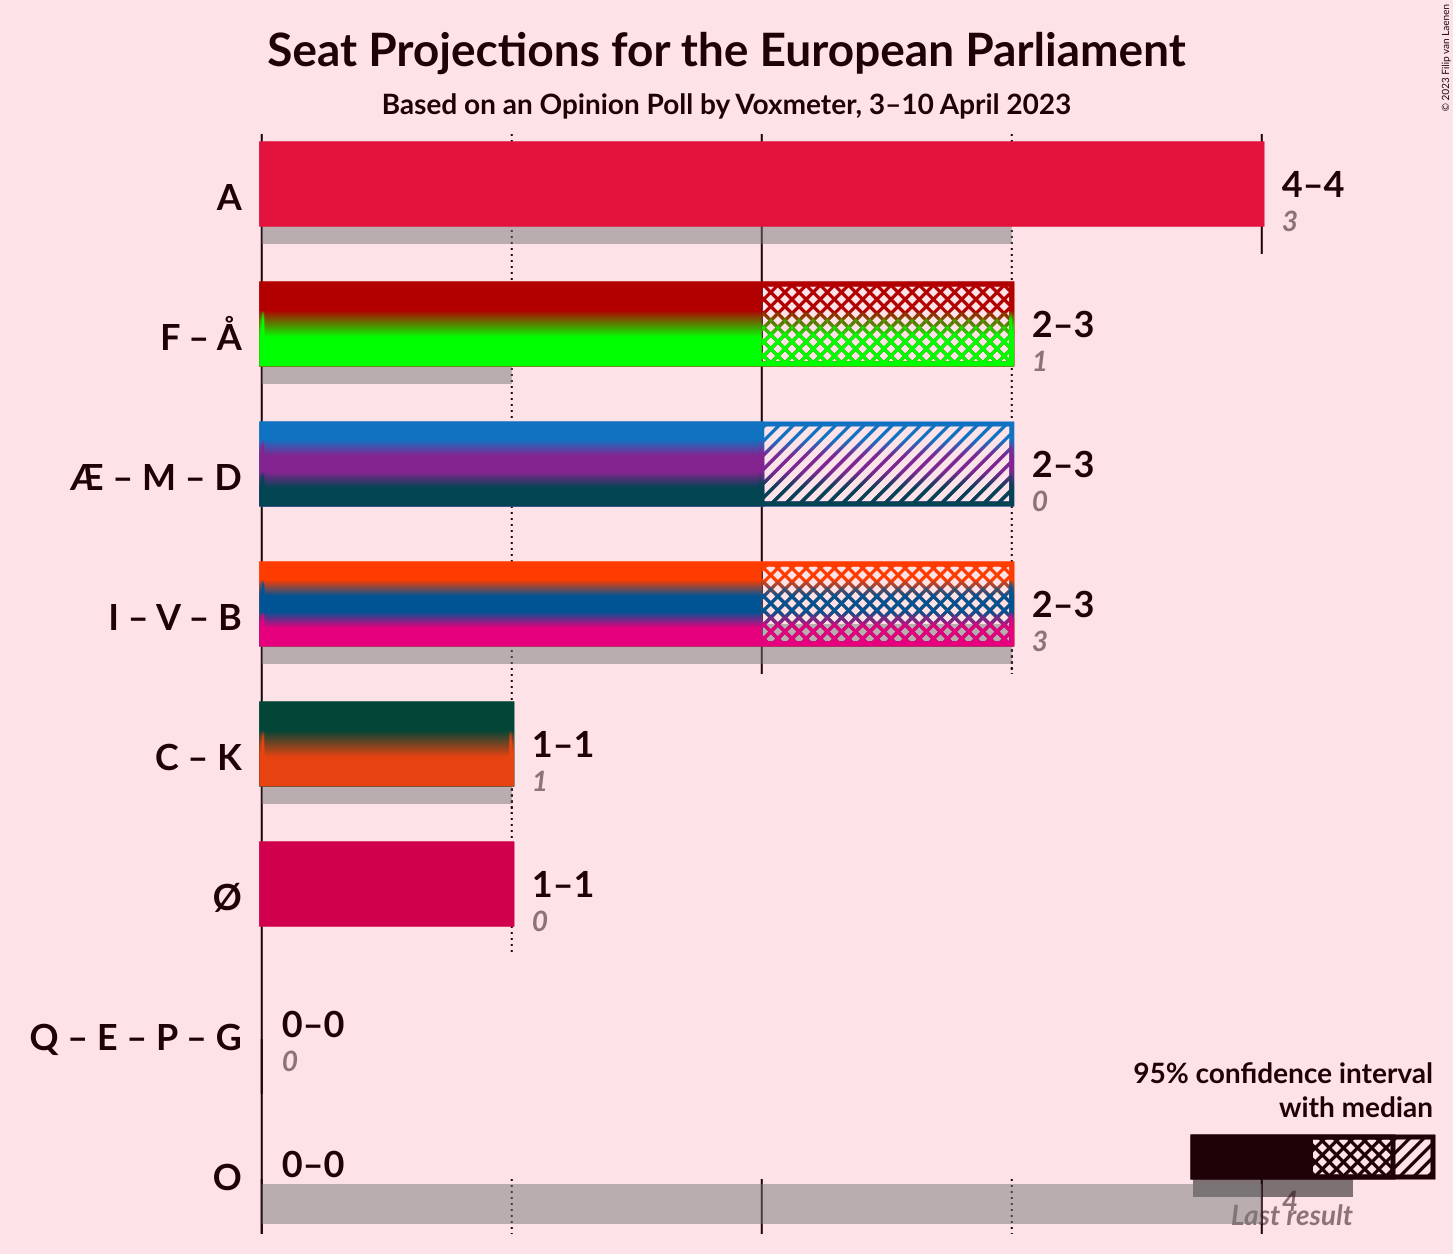 Seat Projections for the European Parliament
Based on an Opinion Poll by Voxmeter, 3–10 April 2023
© 2023 Filip van Laenen
A
4–4
3
F – Å
2–3
1
Æ – M – D
2–3
0
I – V – B
2–3
3
C – K
1–1
1
Ø
1–1
0
Q – E – P – G
0–0
0
O
0–0
4
95% confidence interval
with median
Last result